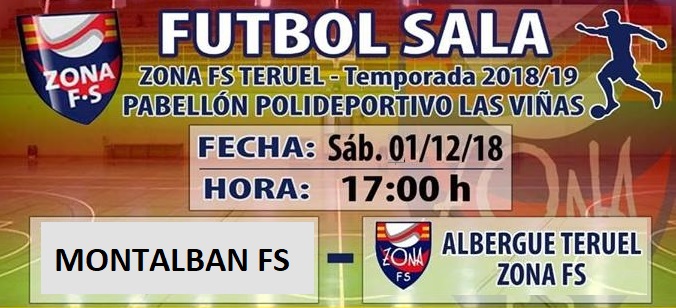 FUTBOL SALA
ZONA F·S
ZONA FS TERUEL - Temporada 2018/19
PABELLÓN POLIDEPORTIVO LAS VIÑAS
FECHA: Sáb. 01/12/18
HORA: 17:00 h
ZONA
MONTALBAN FS - ZONA FS ALBERGUE TERUEL
ZONA FS